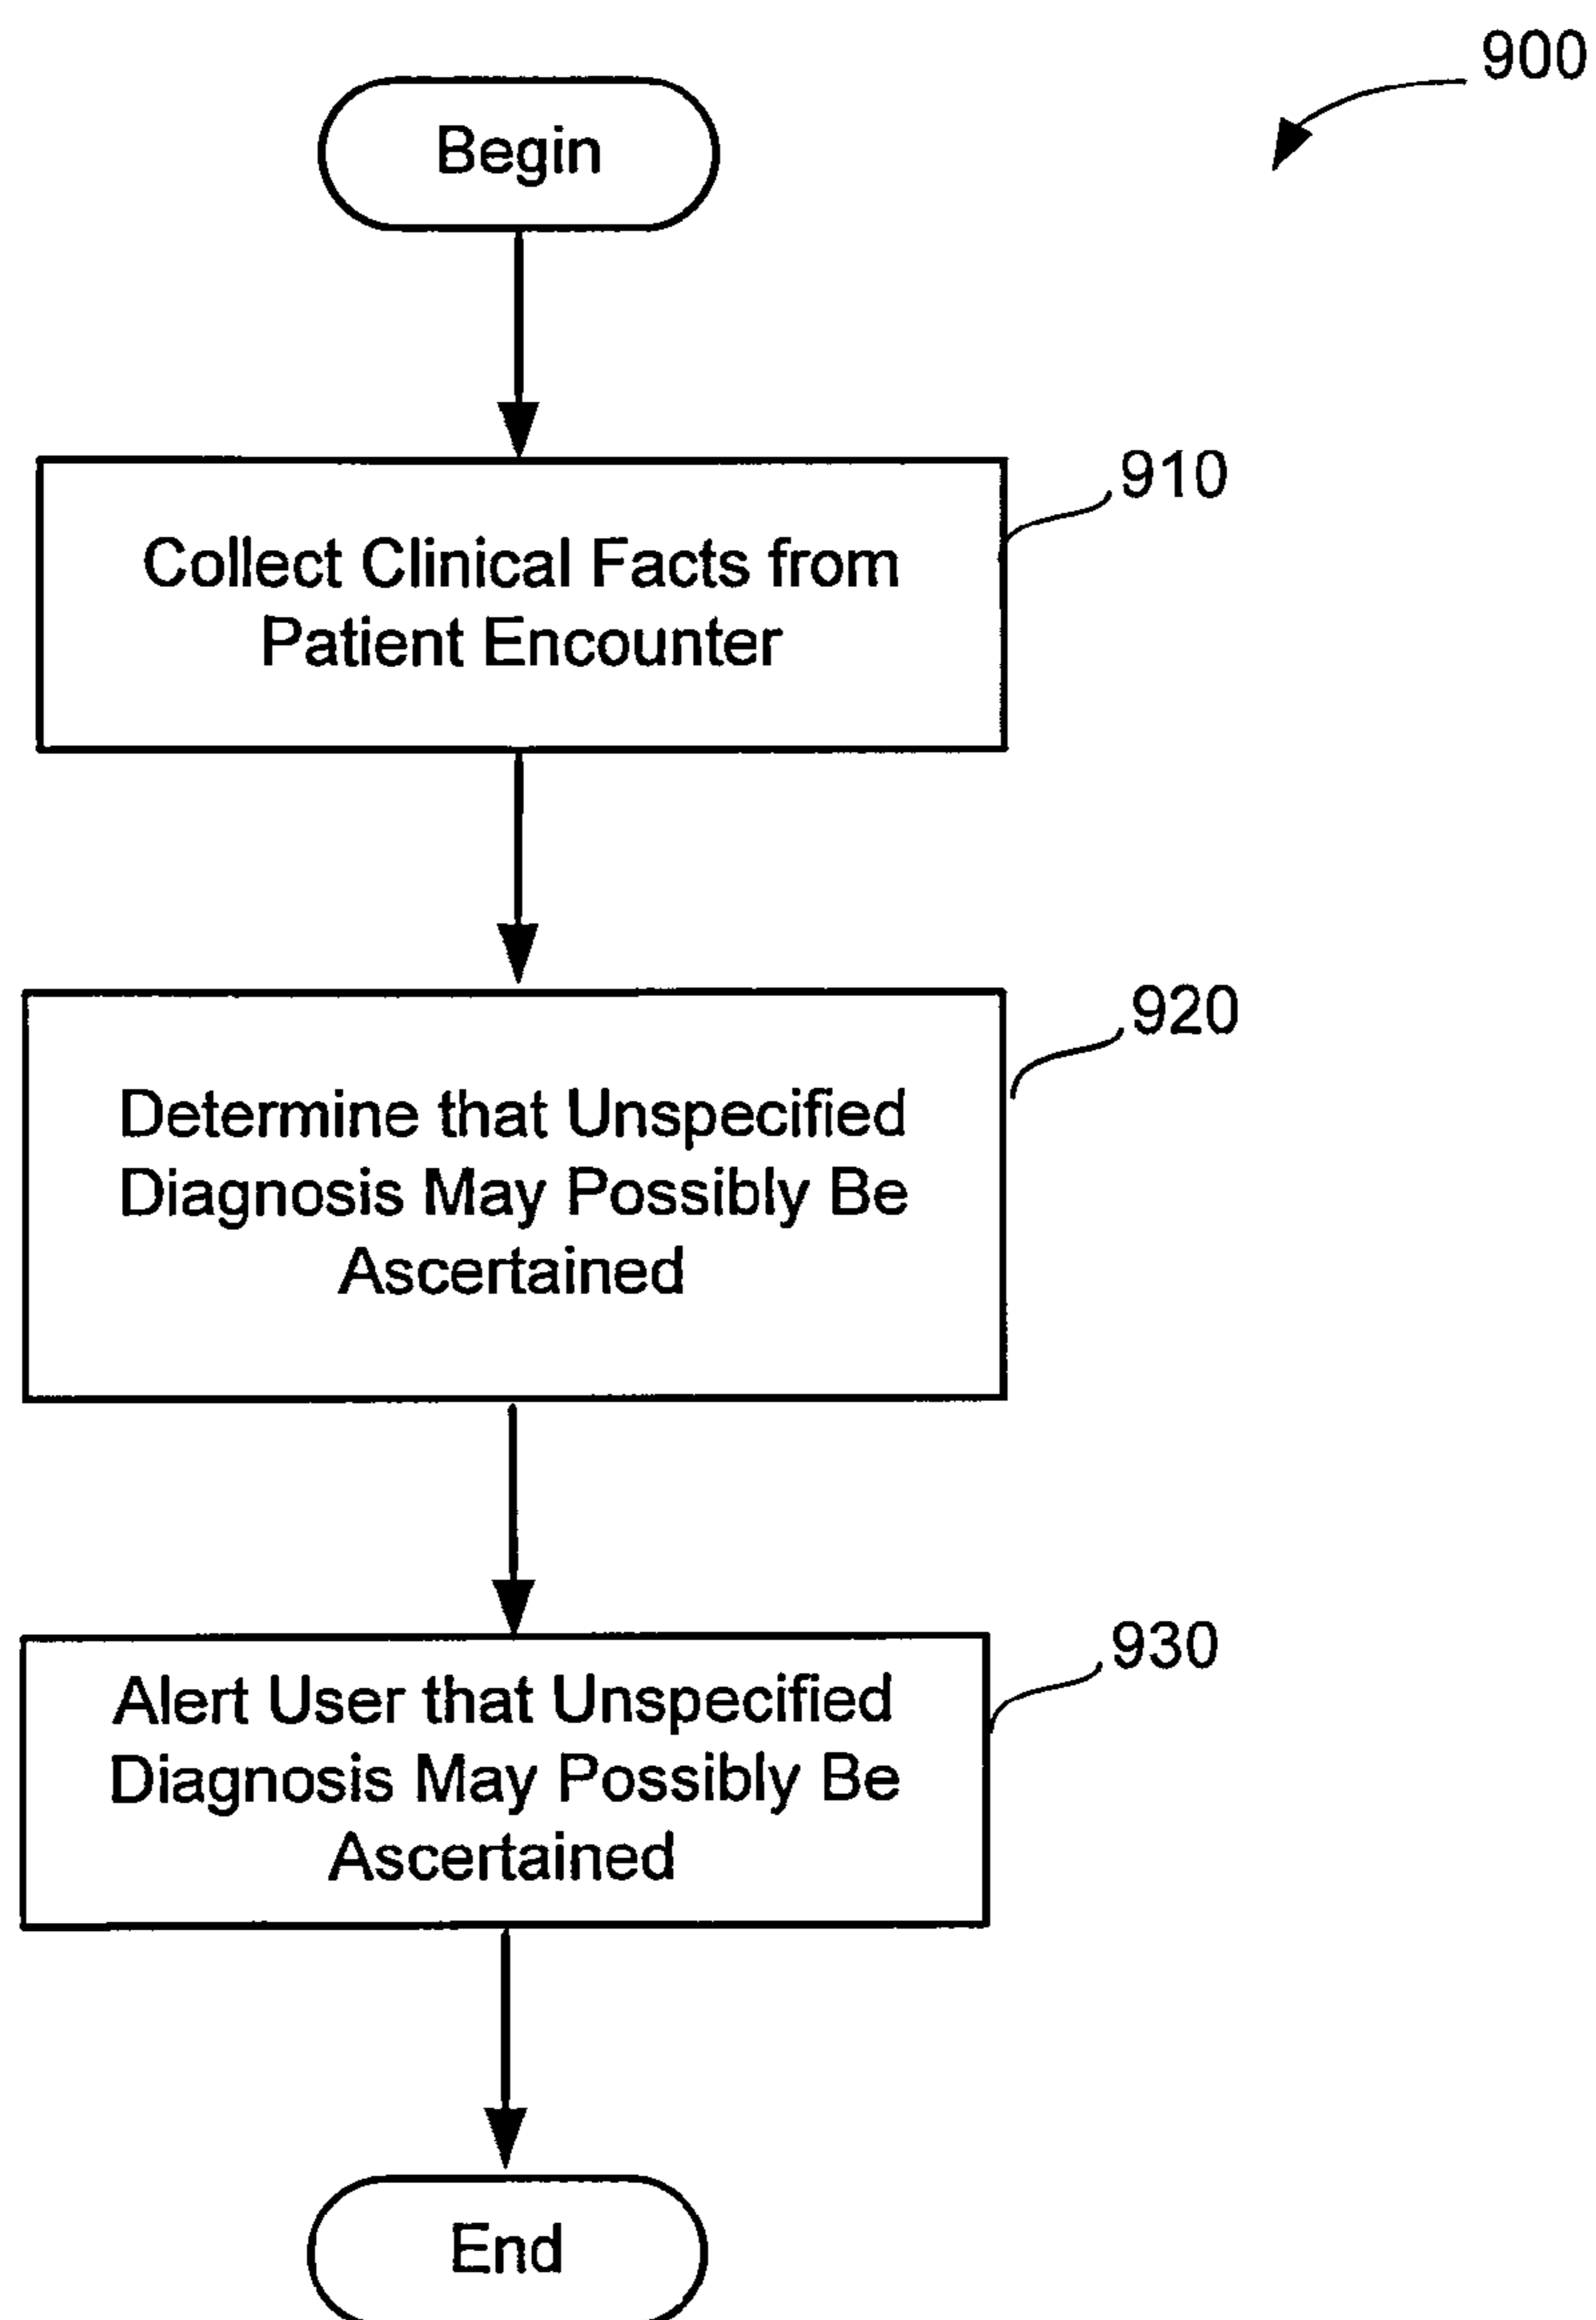 900
Begin
910
Collect Clinical Facts from
Patient Encounter
920
Determine that Unspecified
Diagnosis May Possibly Be
Ascertained
930
Alert User that Unspecified
Diagnosis May Possibly Be
Ascertained
End